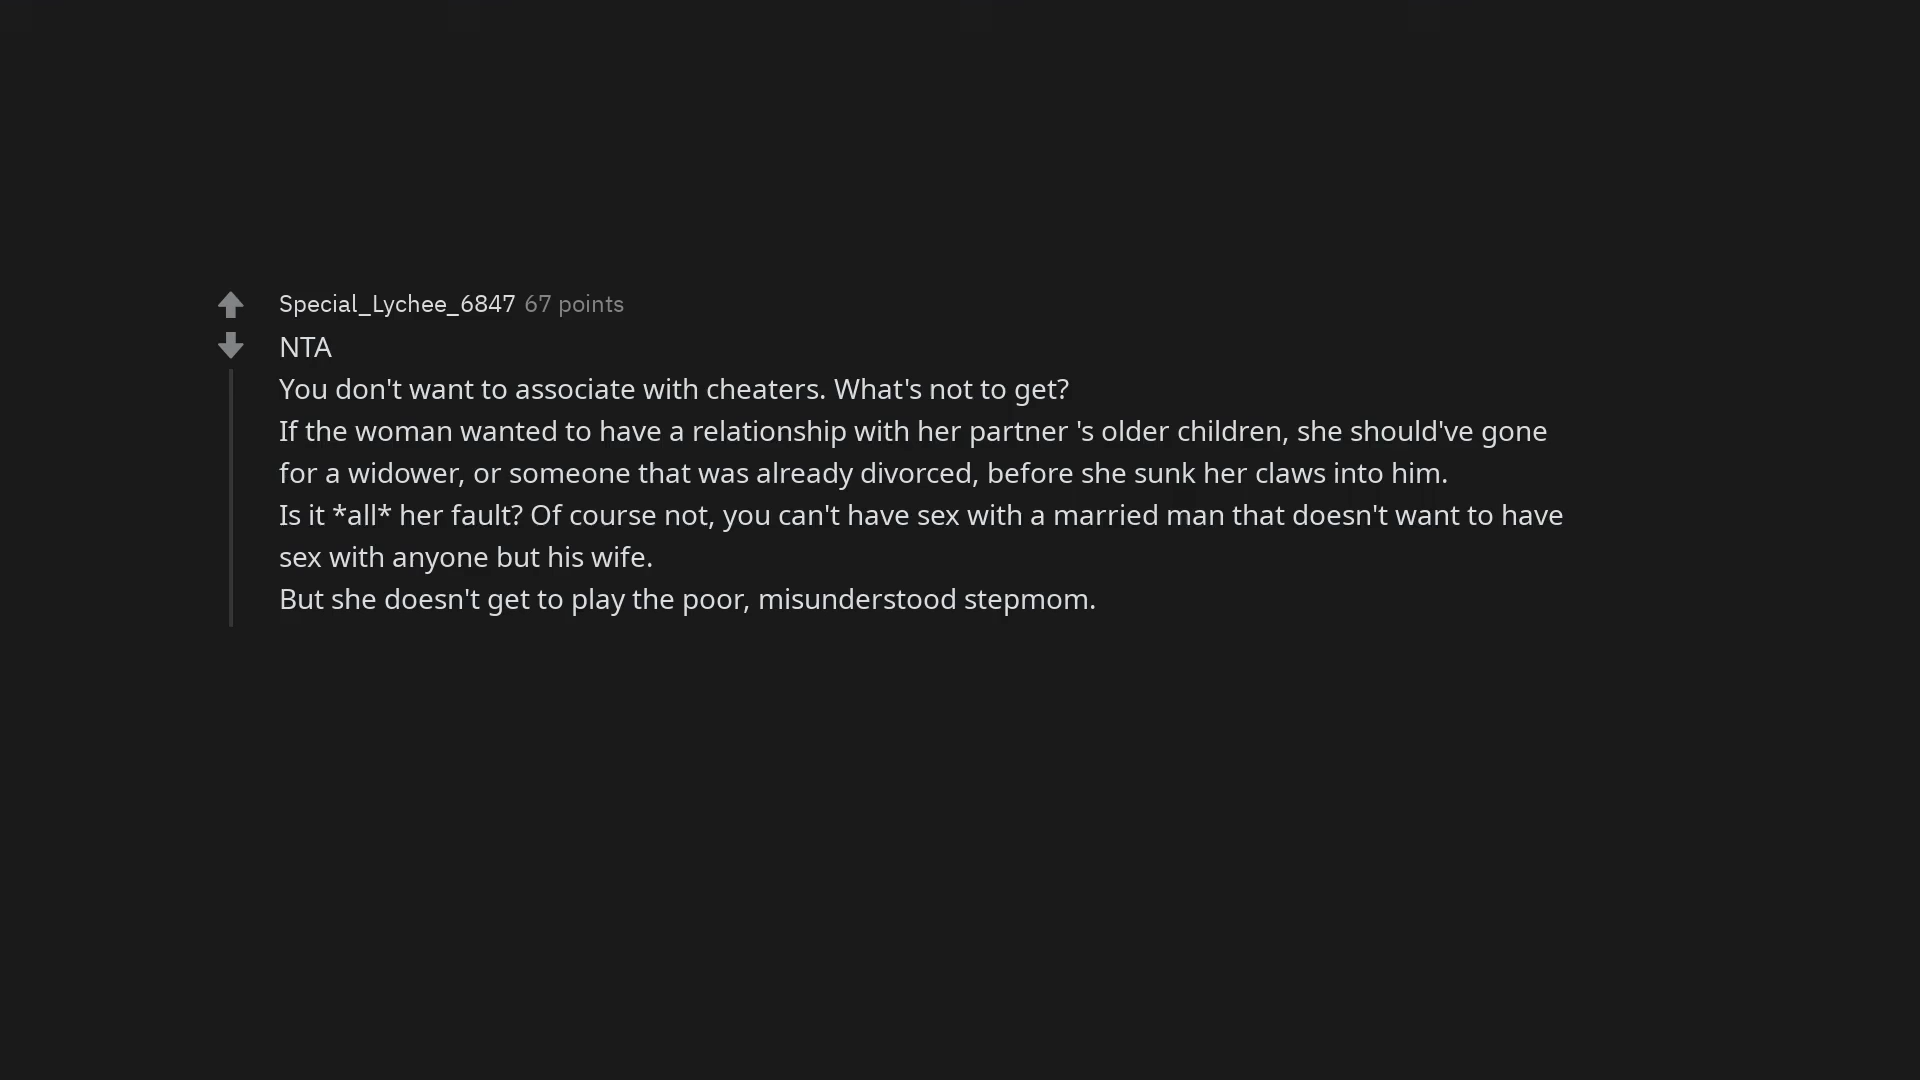 Special_Lychee_6847 67 points
NTA
You don't want to associate with cheaters. What's not to get?
If the woman wanted to have a relationship with her partner 's older children, she should've gone
for a widower, or someone that was already divorced, before she sunk her claws into him.
Is it *all* her fault? Of course not, you can't have sex with a married man that doesn't want to have
sex with anyone but his wife.
But she doesn't get to play the poor, misunderstood stepmom.